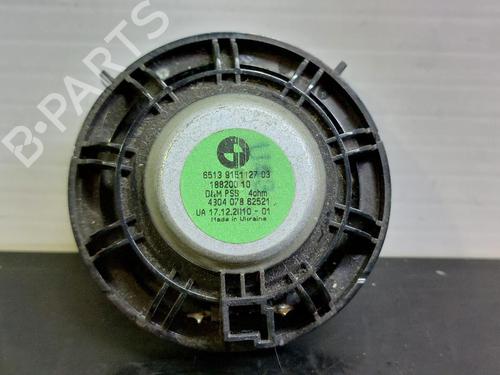 B-PARTS
6513 9151127 03
18820010
D&M PSS 4ohm
4304 078 62521
UA 17.12.2010 - 01
Made in Ukraine